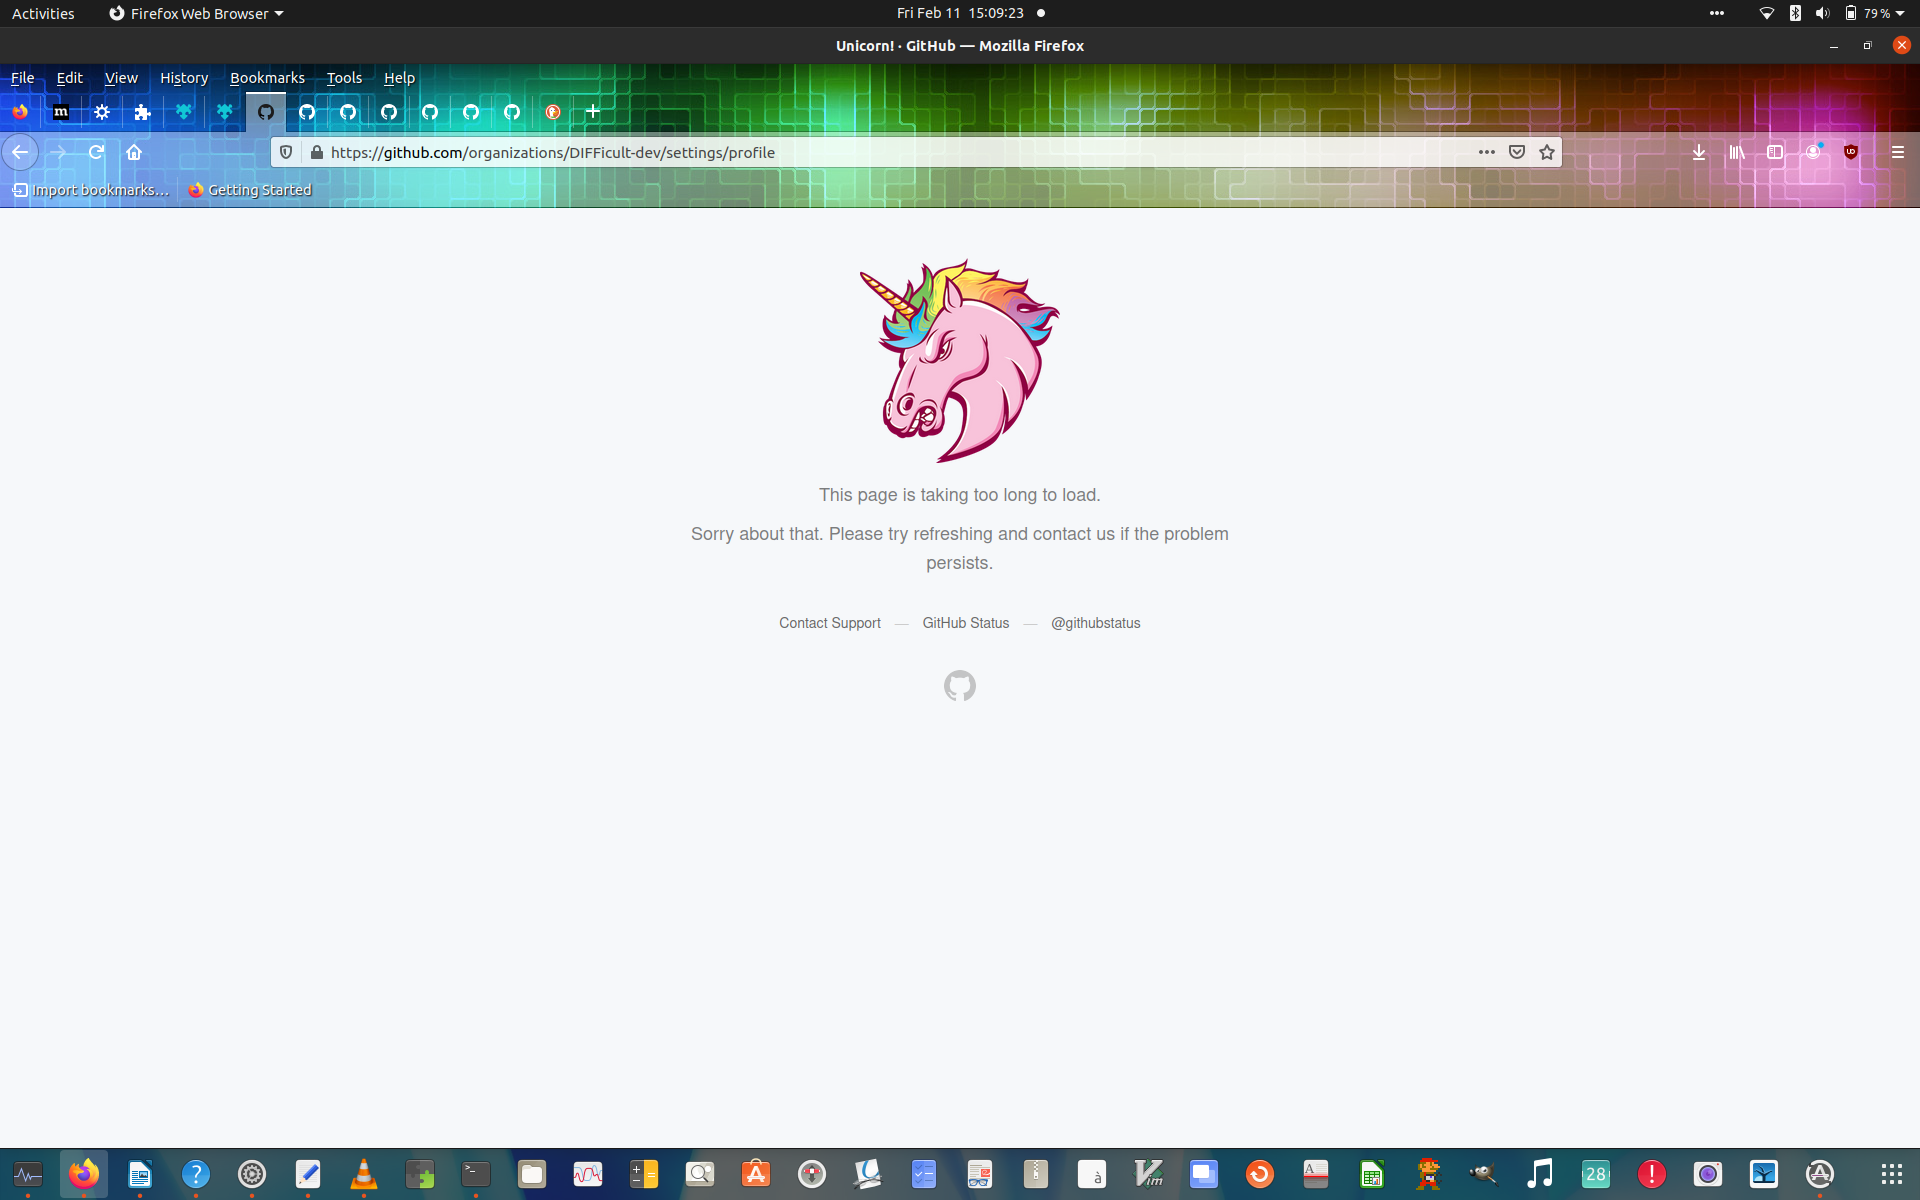 Activities
Firefox Web Browser
Fri Feb 11 15:09:23
79 %
Unicorn! · GitHub — Mozilla Firefox
File Edit View History Bookmarks Tools Help
m
https://github.com/organizations/DIFFicult-dev/settings/profile
Import bookmarks...
Getting Started
This page is taking too long to load.
Sorry about that. Please try refreshing and contact us if the problem
persists.
Contact Support — GitHub Status — @githubstatus
?
>_
à
Vim
A
28
!